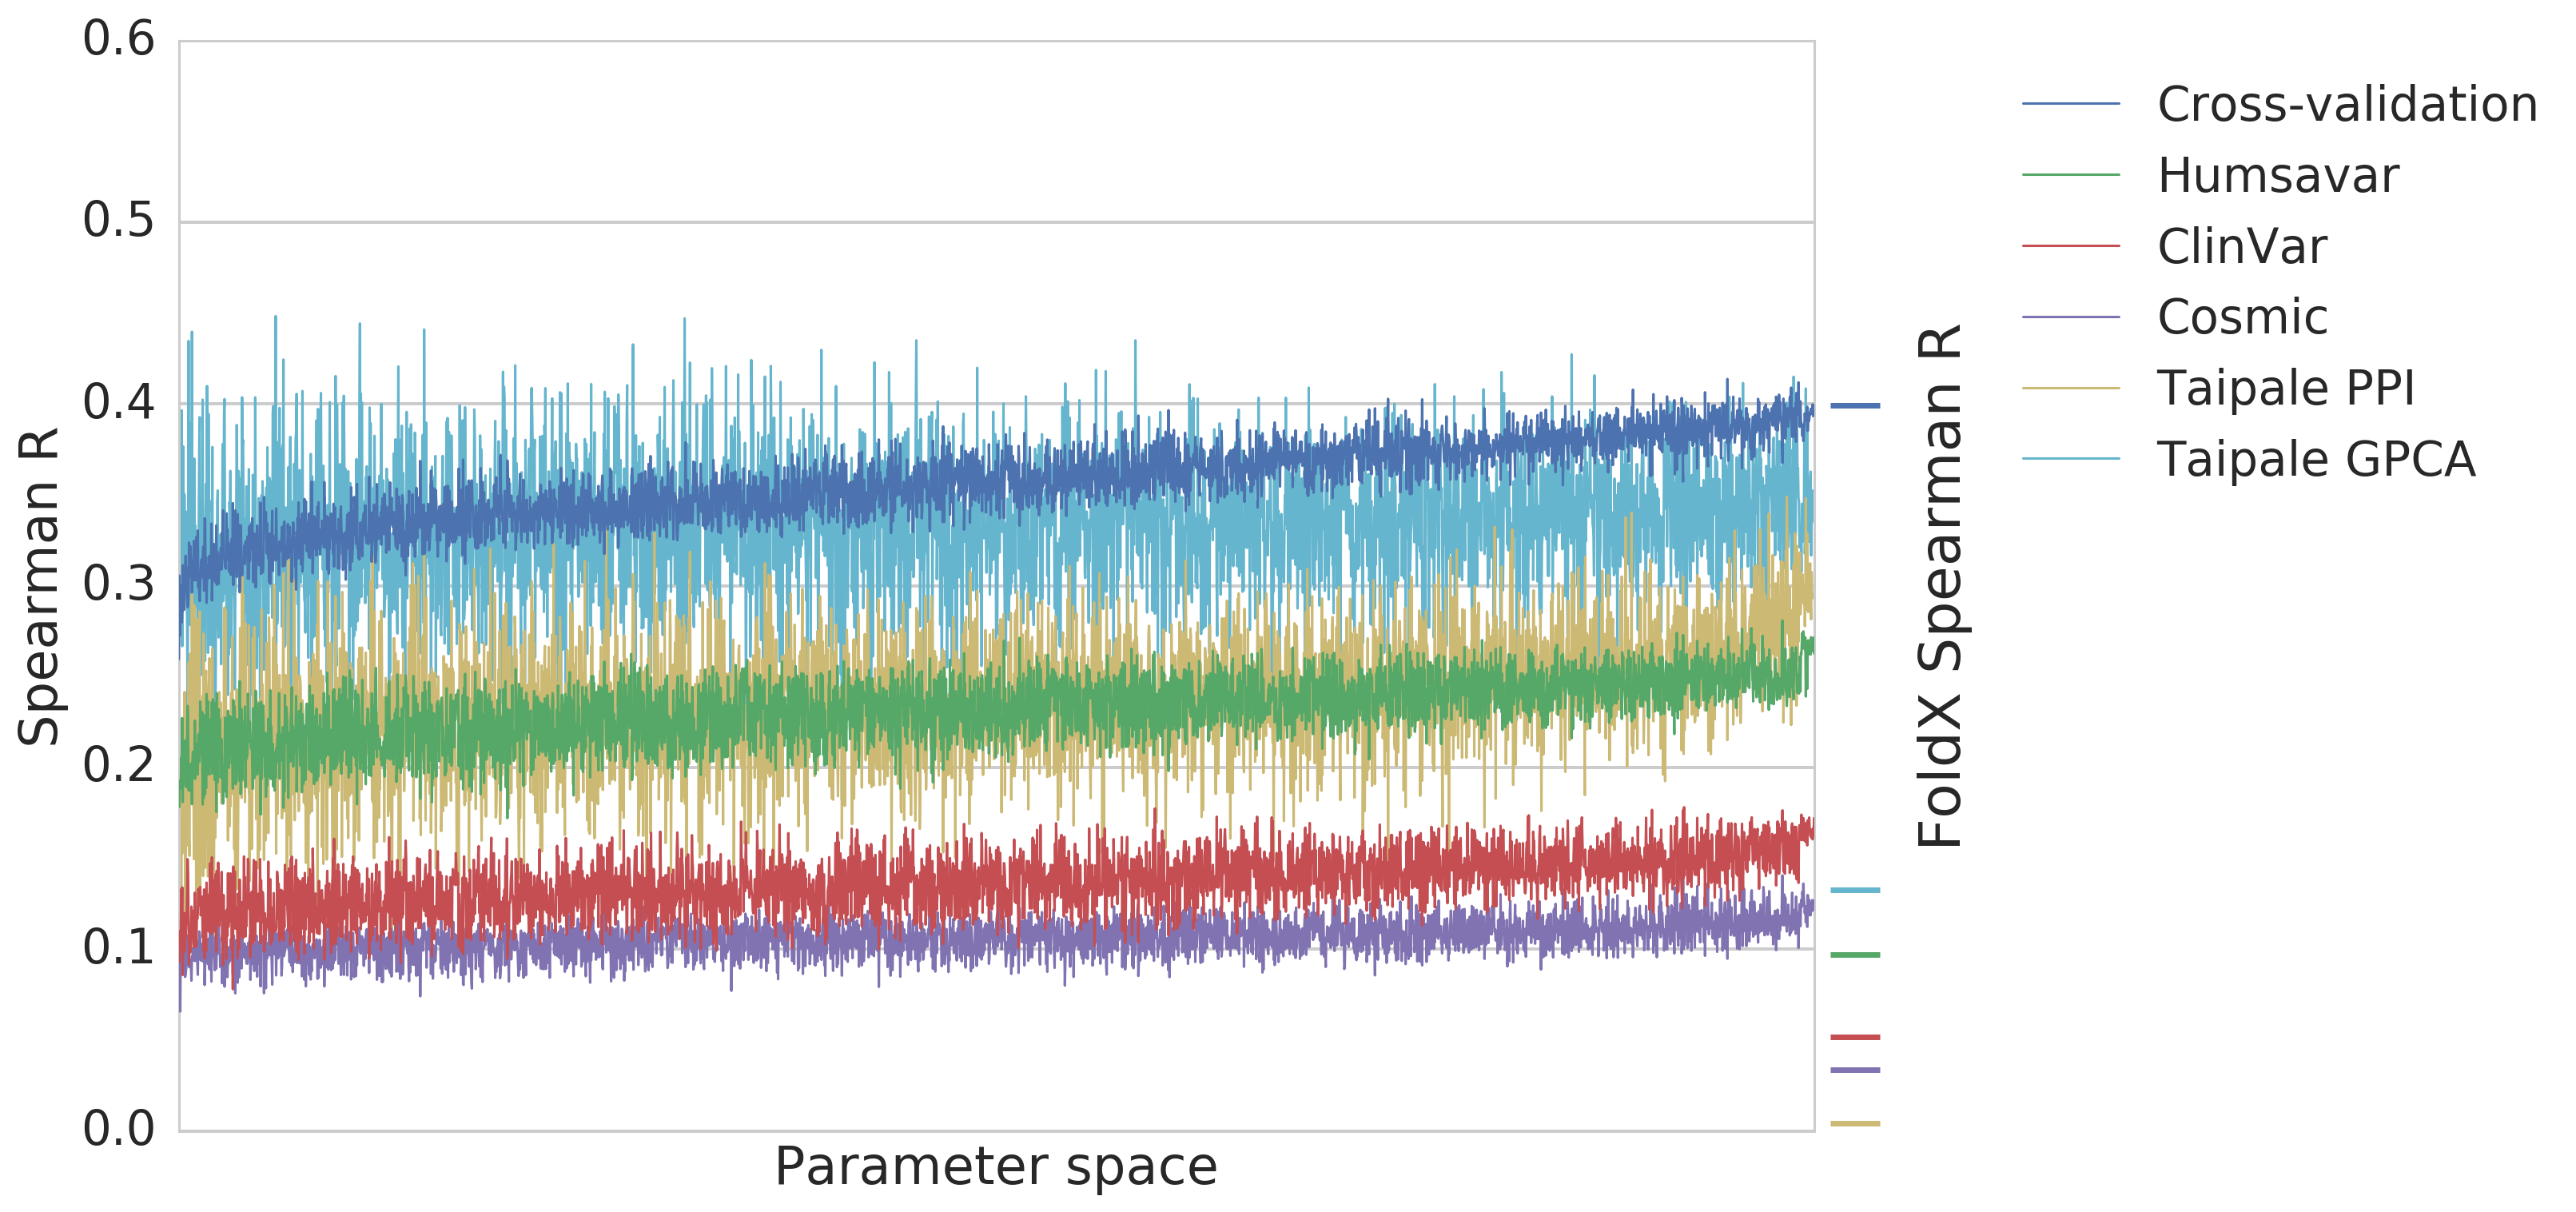 0.6
0.5
0.4
0.3
0.2
0.1
0.0
Spearman R
Parameter space
FoldX Spearman R
Cross-validation
Humsavar
ClinVar
Cosmic
Taipale PPI
Taipale GPCA